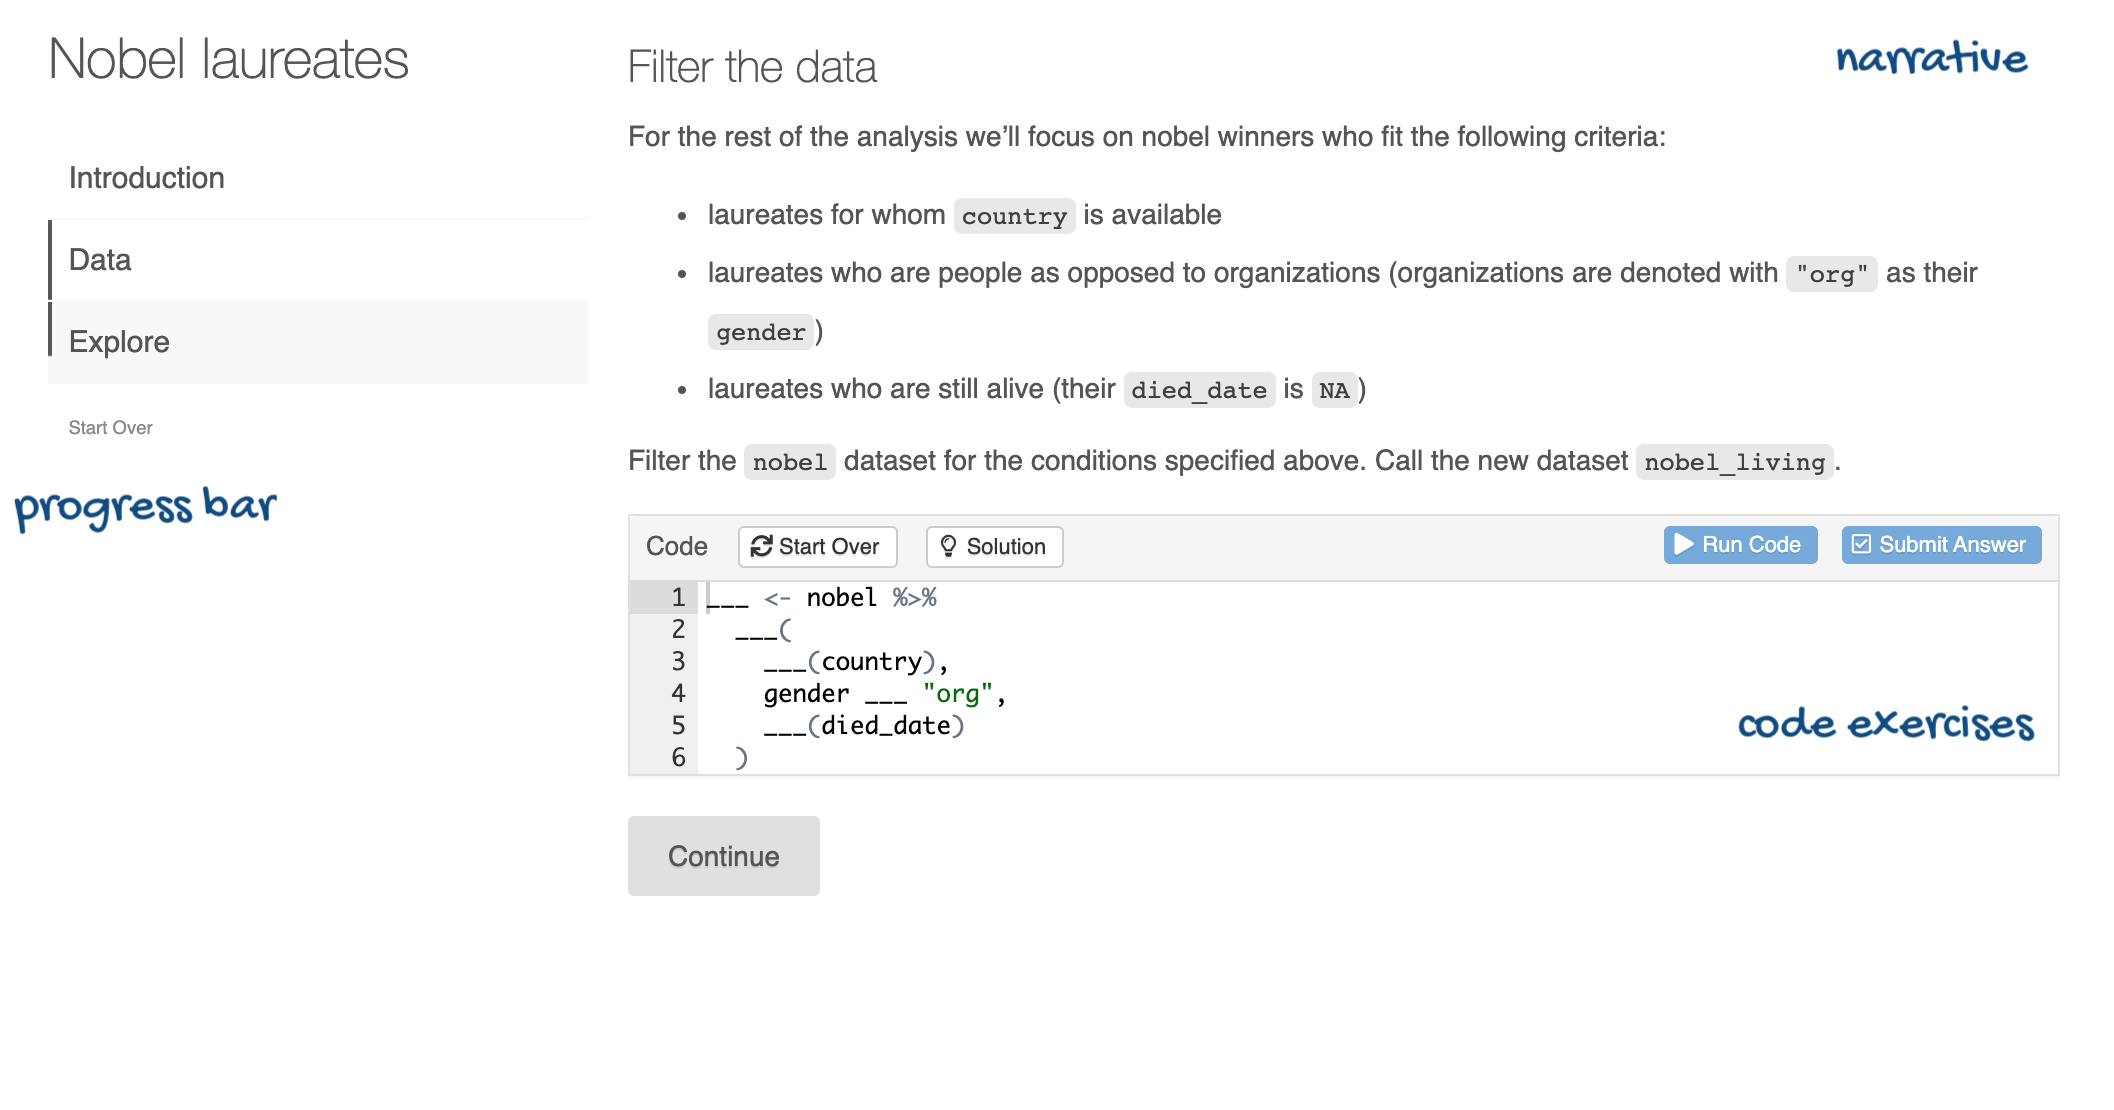 Nobel laureates
Introduction
Data
Explore
Start Over
progress bar
Filter the data
narrative
For the rest of the analysis we’ll focus on nobel winners who fit the following criteria:
• laureates for whom country is available
• laureates who are people as opposed to organizations (organizations are denoted with "org" as their
gender)
• laureates who are still alive (their died_date is NA)
Filter the nobel dataset for the conditions specified above. Call the new dataset nobel_living.
Code Start Over Solution Run Code Submit Answer
1 ___ <- nobel %>%
2   ___(
3     ___(country),
4     gender ___ "org",
5     ___(died_date)
6   )
code exercises
Continue